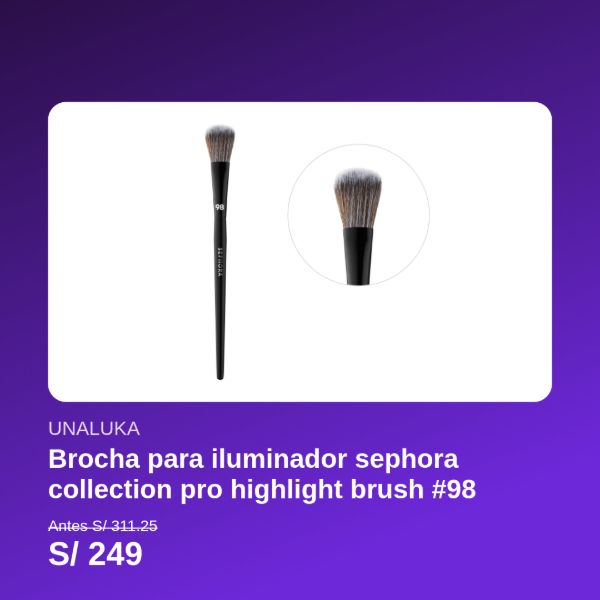 98
SEPHORA
UNALUKA
Brocha para iluminador sephora
collection pro highlight brush #98
Antes S/ 311.25
S/ 249